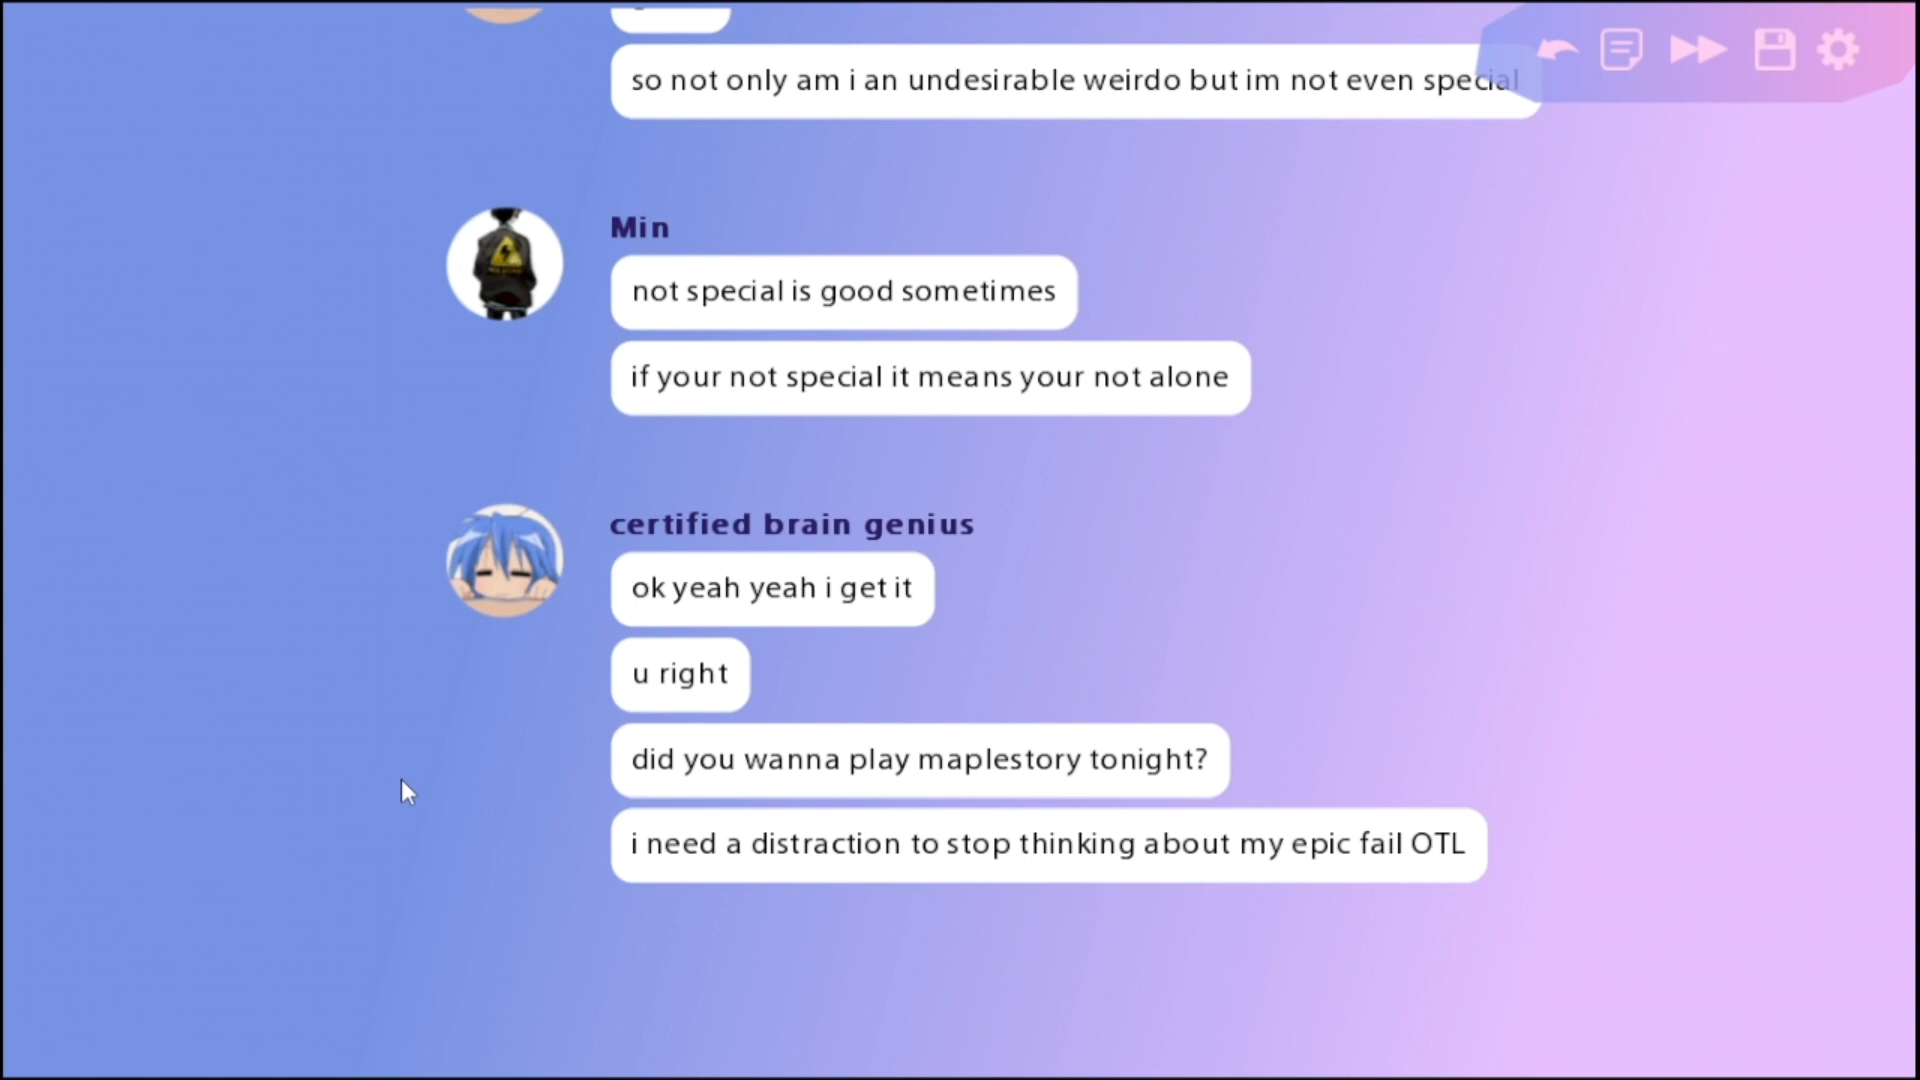 so not only am i an undesirable weirdo but im not even special
Min
not special is good sometimes
if your not special it means your not alone
certified brain genius
ok yeah yeah i get it
u right
did you wanna play maplestory tonight?
i need a distraction to stop thinking about my epic fail OTL